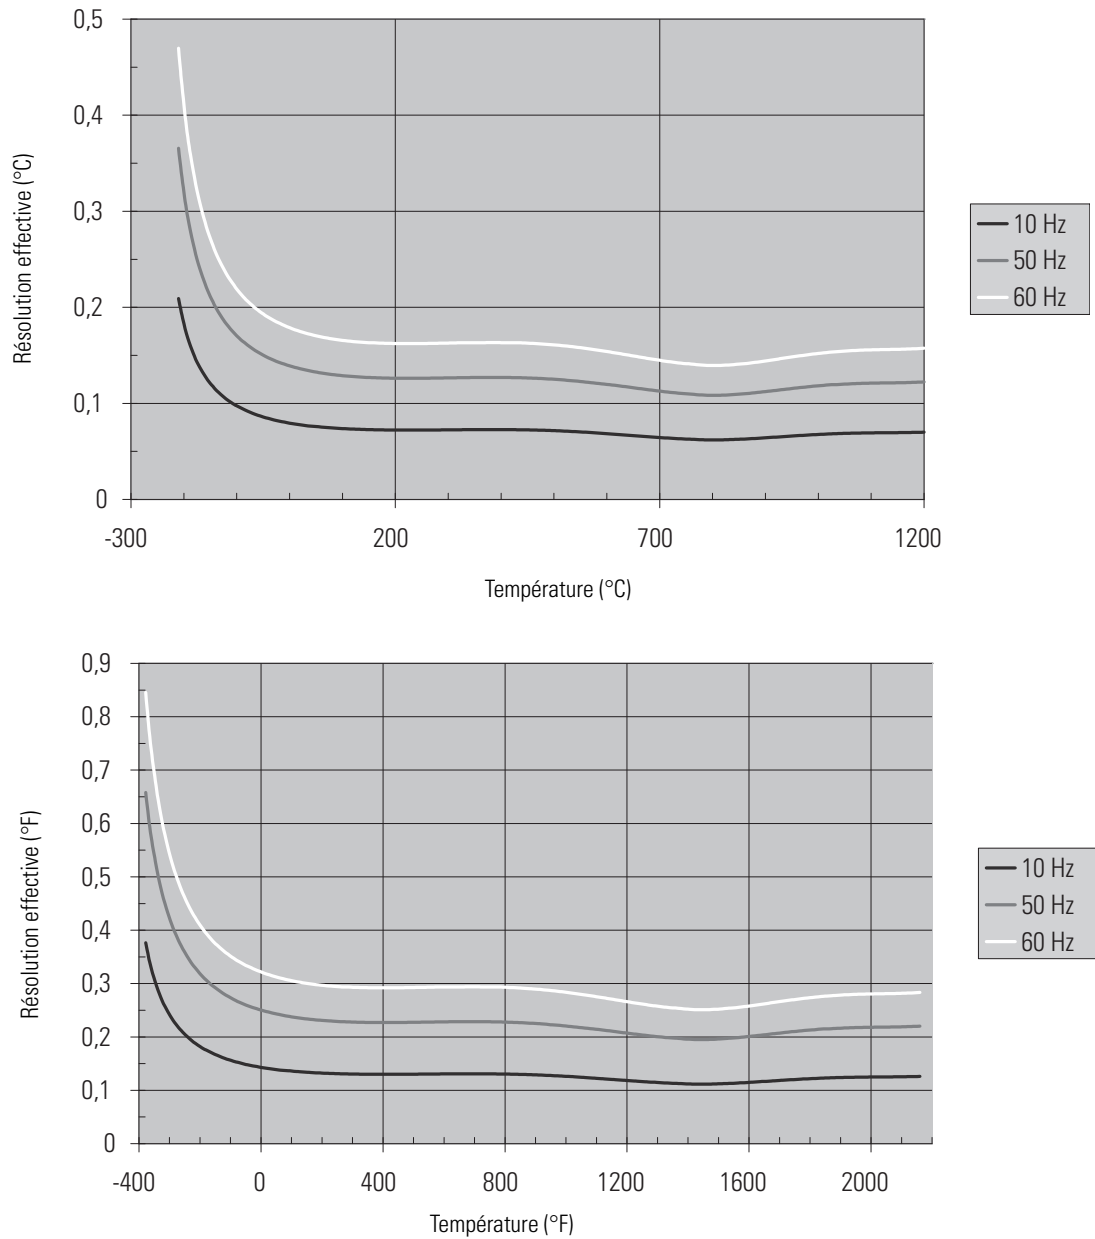 0,5
0,4
0,3
0,2
0,1
0
Résolution effective (°C)
-300
200
700
1200
Température (°C)
10 Hz
50 Hz
60 Hz
0,9
0,8
0,7
0,6
0,5
0,4
0,3
0,2
0,1
0
Résolution effective (°F)
-400
0
400
800
1200
1600
2000
Température (°F)
10 Hz
50 Hz
60 Hz